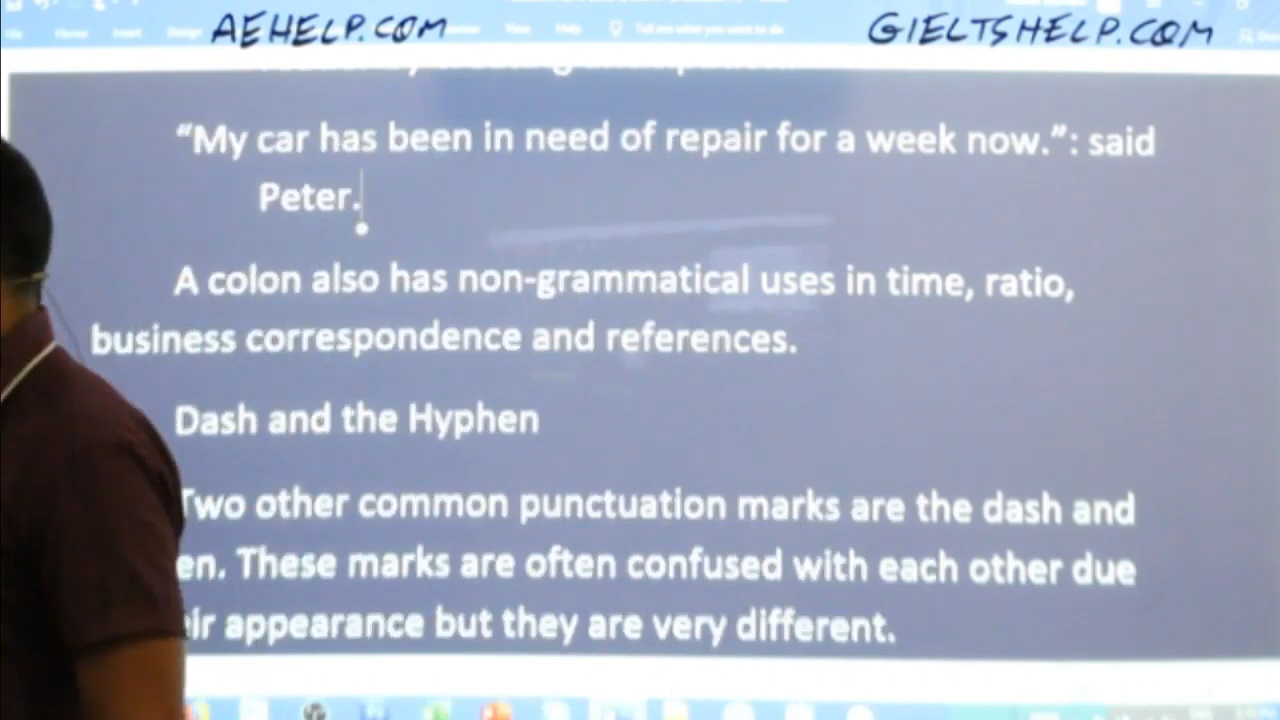 AEHELP.COM GIELTSHELP.COM
“My car has been in need of repair for a week now.”: said
Peter.
A colon also has non-grammatical uses in time, ratio,
business correspondence and references.
Dash and the Hyphen
Two other common punctuation marks are the dash and
en. These marks are often confused with each other due
ir appearance but they are very different.